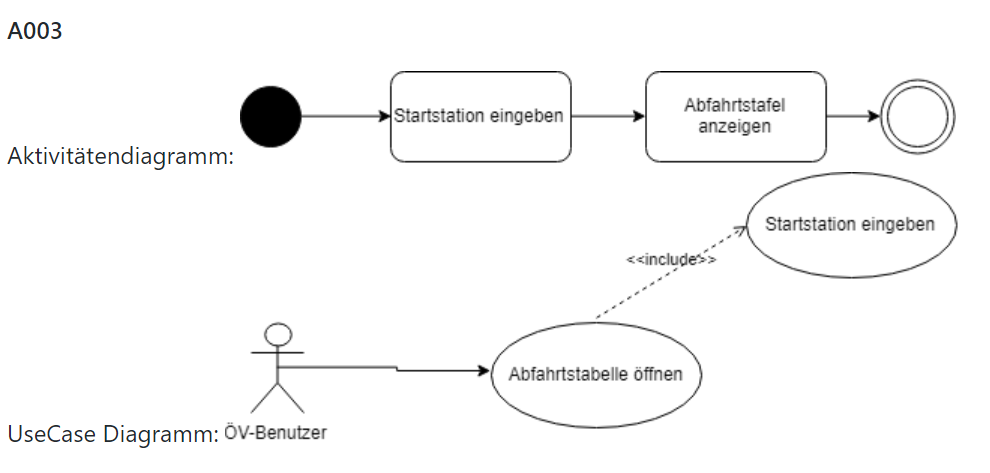 A003
Startstation eingeben
Abfahrtstafel
anzeigen
Aktivitätendiagramm:
Startstation eingeben
<<include>>
Abfahrtstabelle öffnen
UseCase Diagramm: ÖV-Benutzer